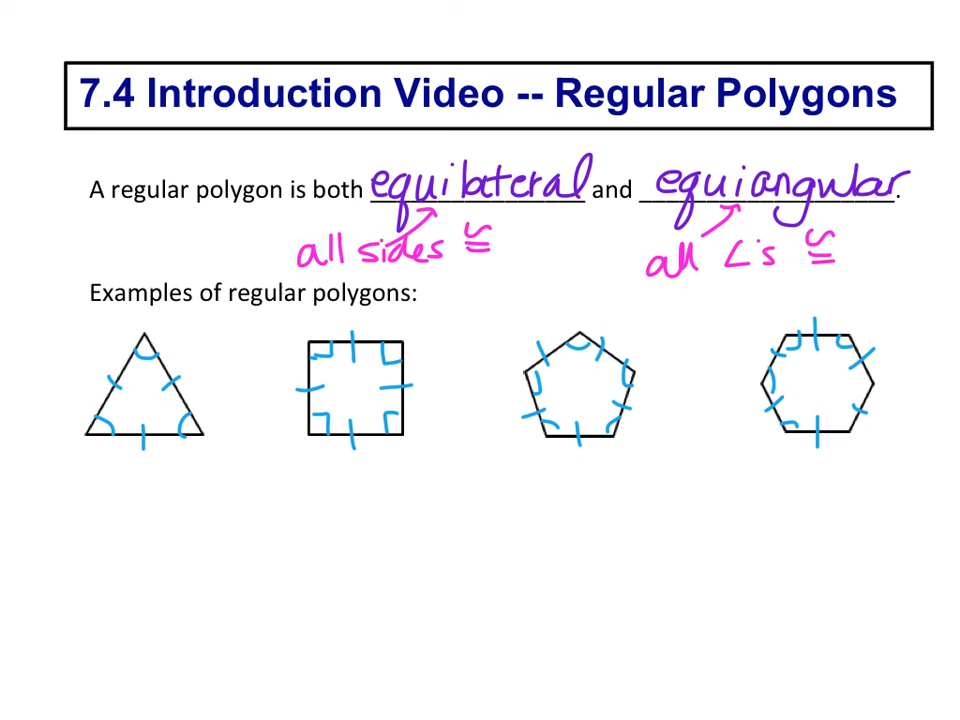 7.4 Introduction Video -- Regular Polygons
A regular polygon is both equilateral and equiangular.
all sides ≅ all ∠'s ≅
Examples of regular polygons: